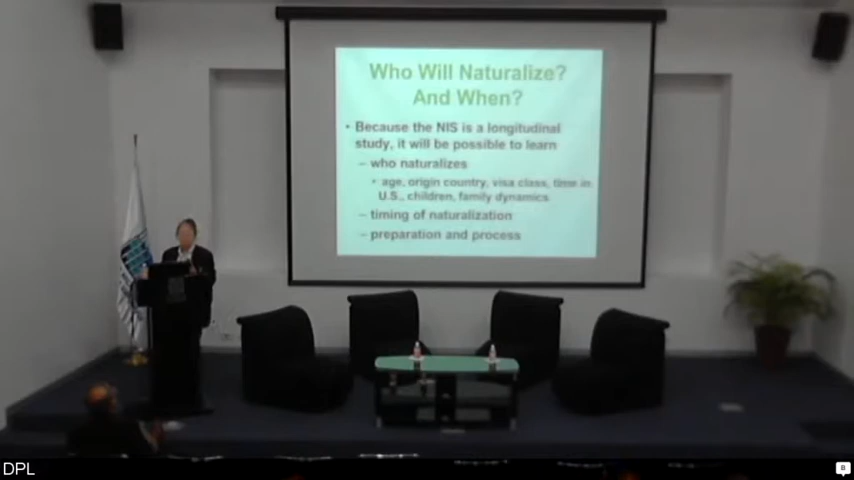 Who Will Naturalize?
And When?
• Because the NIS is a longitudinal
study, it will be possible to learn
– who naturalizes
• age, origin country, visa class, time in
U.S., children, family dynamics
– timing of naturalization
– preparation and process
DPL